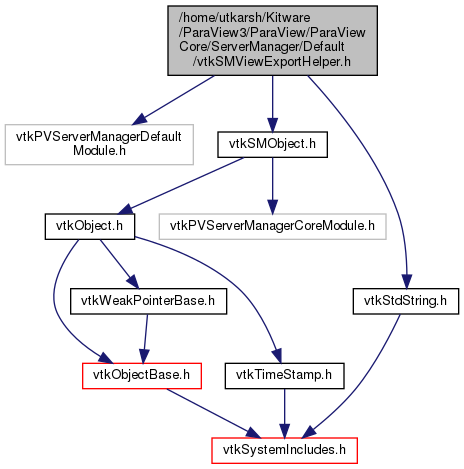 /home/utkarsh/Kitware
/ParaView3/ParaView/ParaView
Core/ServerManager/Default
/vtkSMViewExportHelper.h
vtkPVServerManagerDefault
Module.h
vtkSMObject.h
vtkObject.h
vtkPVServerManagerCoreModule.h
vtkWeakPointerBase.h
vtkStdString.h
vtkObjectBase.h
vtkTimeStamp.h
vtkSystemIncludes.h